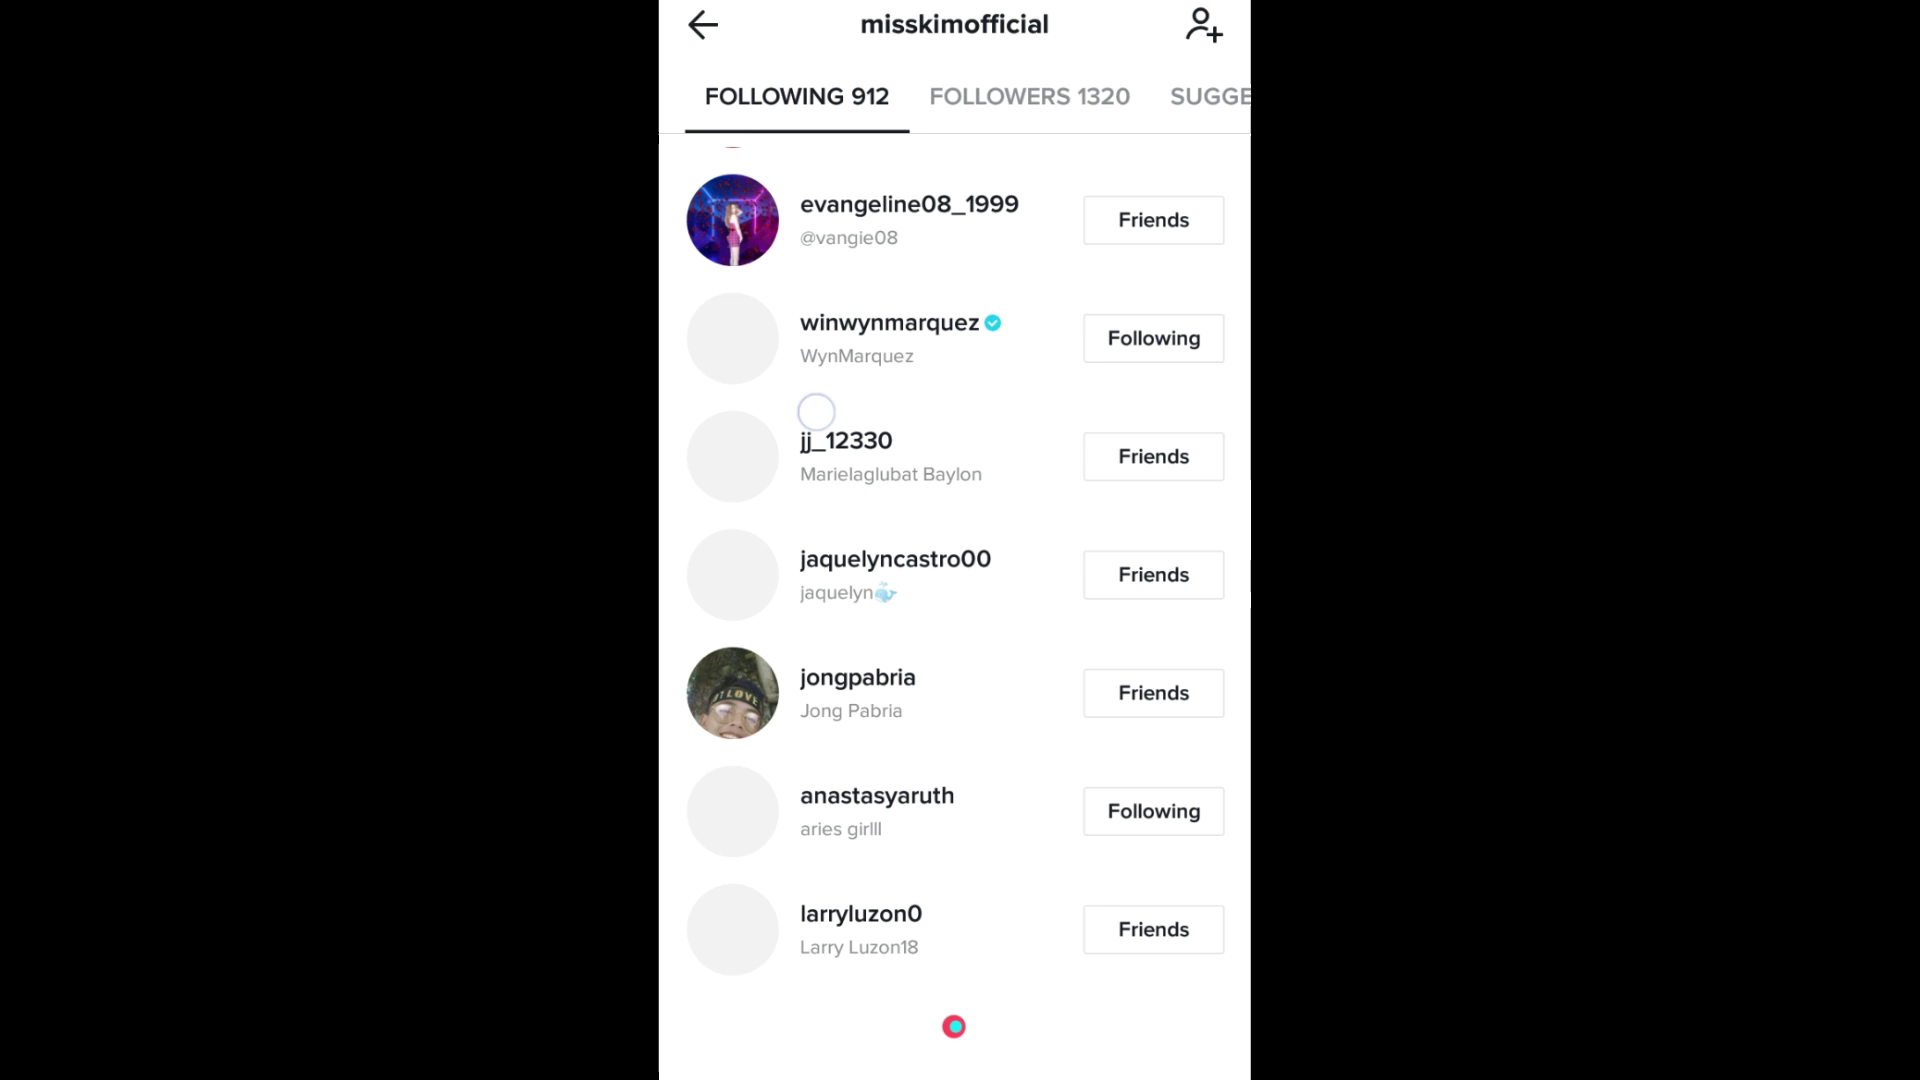 misskimofficial
FOLLOWING 912 FOLLOWERS 1320 SUGGE
evangeline08_1999
@vangie08
Friends
winwynmarquez
WynMarquez
Following
jj_12330
Marielaglubat Baylon
Friends
jaquelyncastro00
jaquelyn🐳
Friends
LOVE
jongpabria
Jong Pabria
Friends
anastasyaruth
aries girlll
Following
larryluzon0
Larry Luzon18
Friends